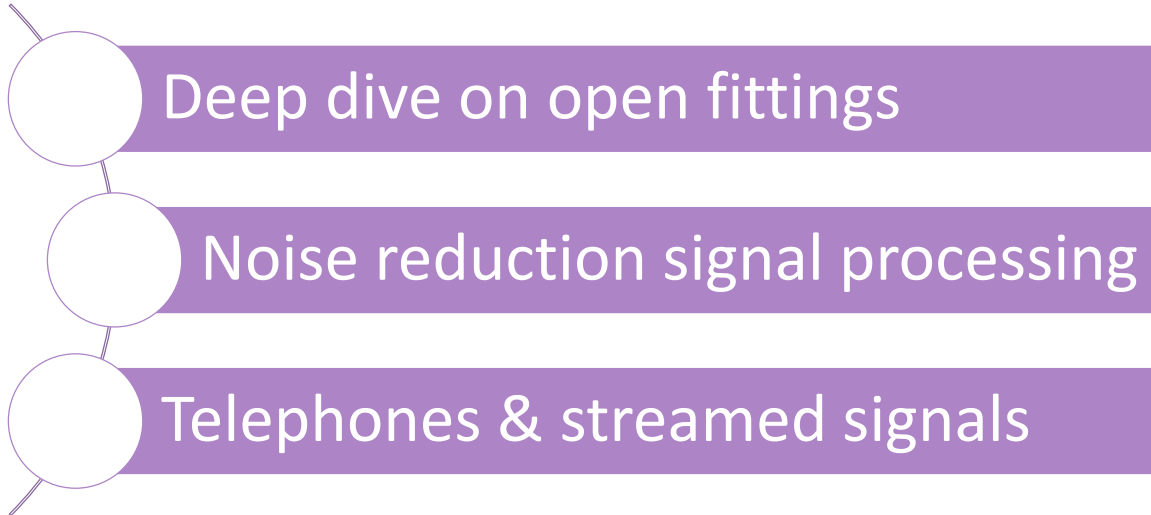 Deep dive on open fittings
Noise reduction signal processing
Telephones & streamed signals